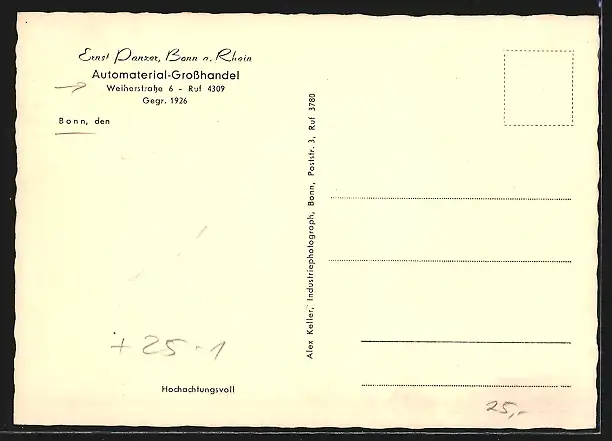 Ernst Panzer, Bonn a. Rhein
Automaterial-Großhandel
Weiherstraße 6 - Ruf 4309
Gegr. 1926
Bonn, den
Alex Keller, Industriephotograph, Bonn, Poststr. 3, Ruf 3780
+ 25-1
Hochachtungsvoll
25,-